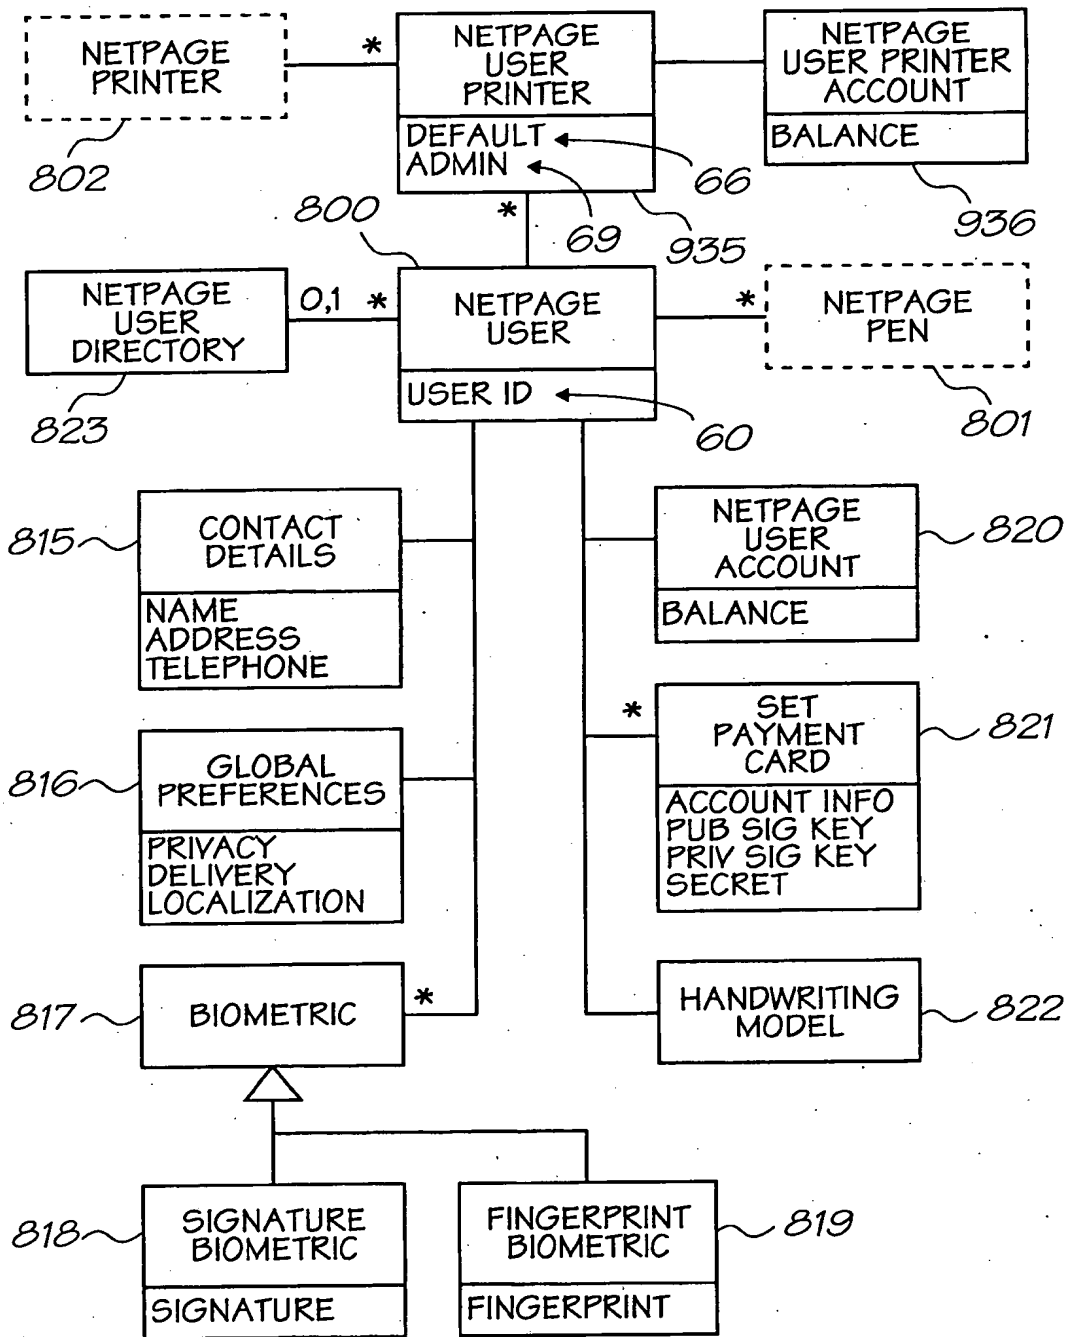 NETPAGE
PRINTER
802
*
NETPAGE
USER
PRINTER
DEFAULT
ADMIN
66
69
935
NETPAGE
USER PRINTER
ACCOUNT
BALANCE
936
*
800
NETPAGE
USER
DIRECTORY
823
0,1
*
NETPAGE
USER
USER ID
60
*
NETPAGE
PEN
801
815
CONTACT
DETAILS
NAME
ADDRESS
TELEPHONE
NETPAGE
USER
ACCOUNT
BALANCE
820
816
GLOBAL
PREFERENCES
PRIVACY
DELIVERY
LOCALIZATION
*
SET
PAYMENT
CARD
ACCOUNT INFO
PUB SIG KEY
PRIV SIG KEY
SECRET
821
817
BIOMETRIC
*
HANDWRITING
MODEL
822
818
SIGNATURE
BIOMETRIC
SIGNATURE
FINGERPRINT
BIOMETRIC
FINGERPRINT
819